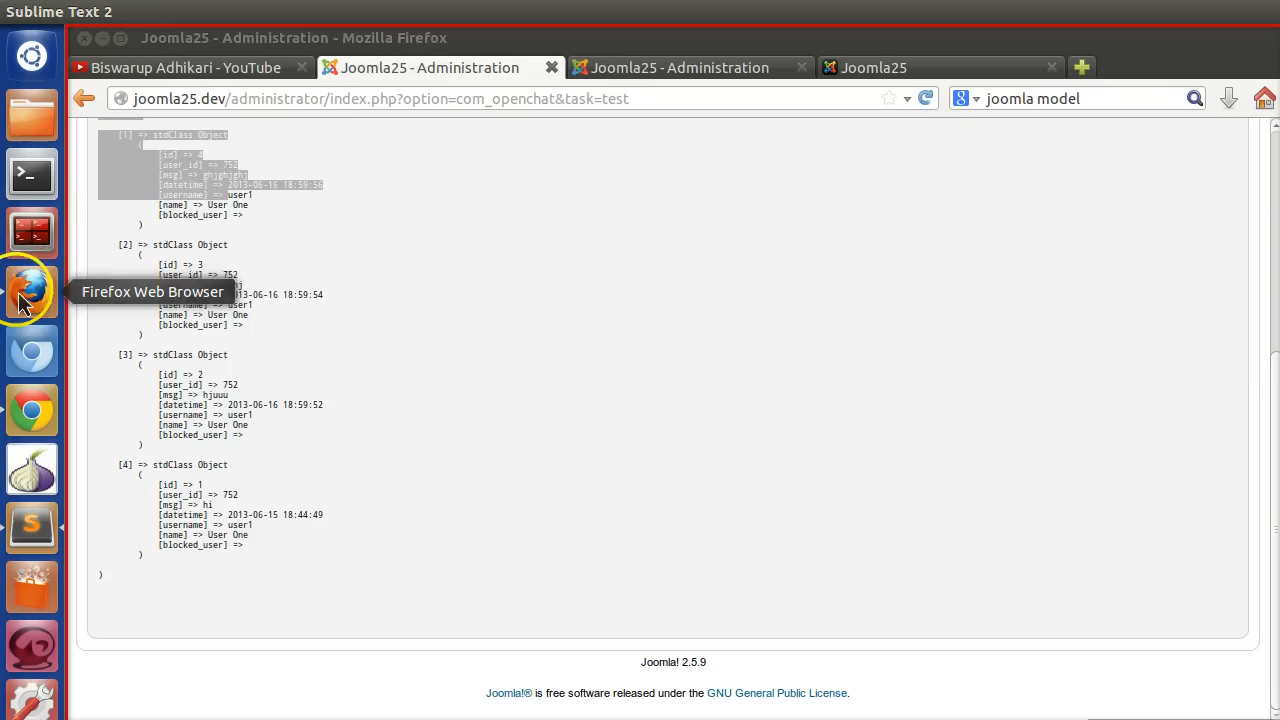 Sublime Text 2
Joomla25 - Administration - Mozilla Firefox
Biswarup Adhikari - YouTube
Joomla25 - Administration
Joomla25 - Administration
Joomla25
joomla25.dev/administrator/index.php?option=com_openchat&task=test
joomla model
[1] => stdClass Object
(
[id] => 4
[user_id] => 752
[msg] => ghjghjghj
[datetime] => 2013-06-16 18:59:56
[username] => user1
[name] => User One
[blocked_user] =>
)
[2] => stdClass Object
(
[id] => 3
[user_id] => 752
Firefox Web Browser
013-06-16 18:59:54
[username] => user1
[name] => User One
[blocked_user] =>
)
[3] => stdClass Object
(
[id] => 2
[user_id] => 752
[msg] => hjuuu
[datetime] => 2013-06-16 18:59:52
[username] => user1
[name] => User One
[blocked_user] =>
)
[4] => stdClass Object
(
[id] => 1
[user_id] => 752
[msg] => hi
[datetime] => 2013-06-15 18:44:49
[username] => user1
[name] => User One
[blocked_user] =>
)
)
Joomla! 2.5.9
Joomla!® is free software released under the GNU General Public License.